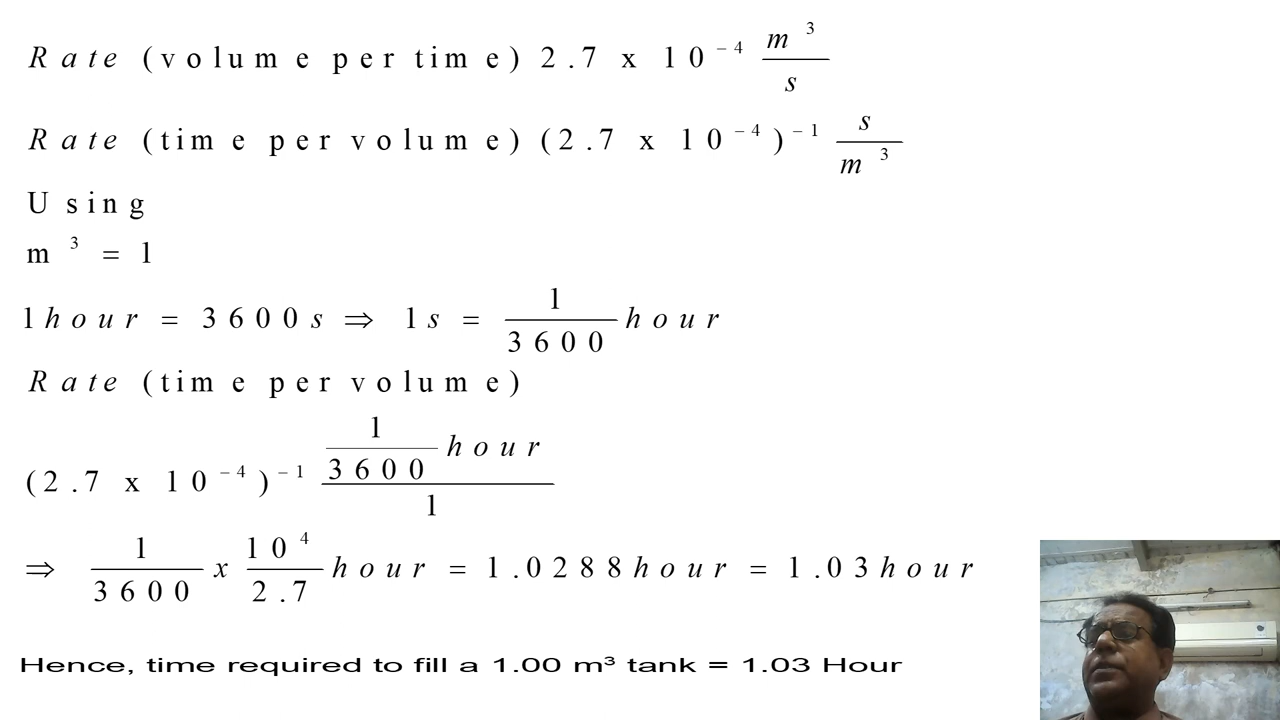 Rate (volume per time) 2.7 x 10⁻⁴ m³/s
Rate (time per volume) (2.7 x 10⁻⁴)⁻¹ s/m³
Using
m³ = 1
1hour = 3600s ⇒ 1s = 1/3600 hour
Rate (time per volume)
(2.7 x 10⁻⁴)⁻¹ (1/3600 hour)/1
⇒ 1/3600 x 10⁴/2.7 hour = 1.0288hour = 1.03hour
Hence, time required to fill a 1.00 m³ tank = 1.03 Hour